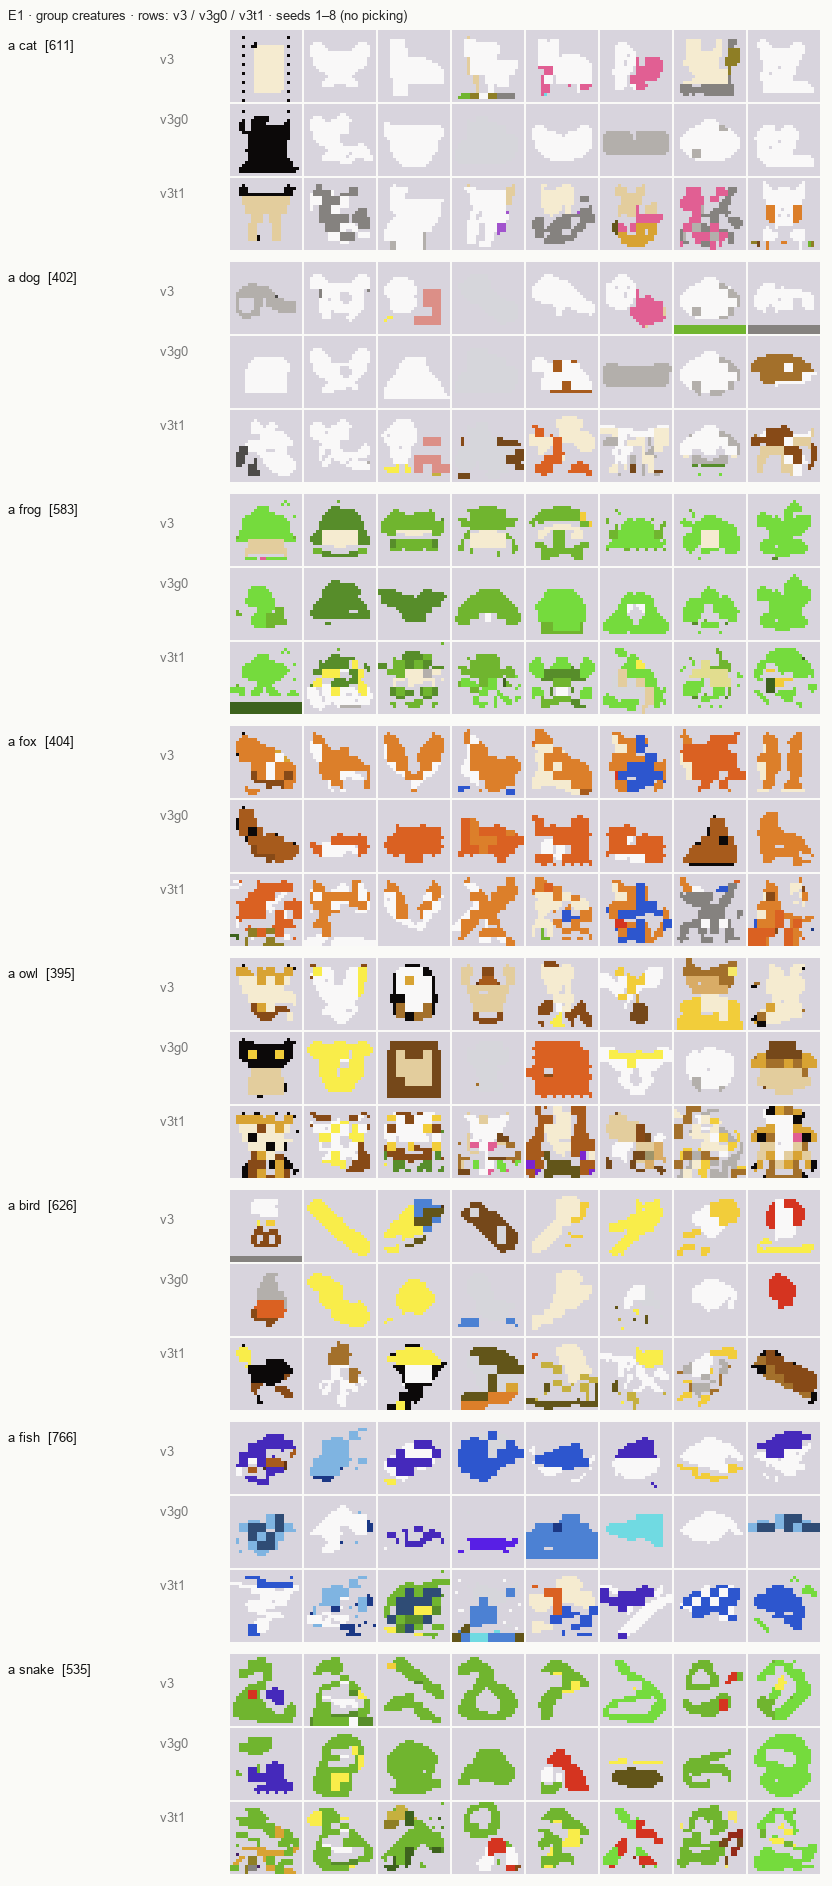 E1 · group creatures · rows: v3 / v3g0 / v3t1 · seeds 1–8 (no picking)
a cat [611]
v3
v3g0
v3t1
a dog [402]
v3
v3g0
v3t1
a frog [583]
v3
v3g0
v3t1
a fox [404]
v3
v3g0
v3t1
a owl [395]
v3
v3g0
v3t1
a bird [626]
v3
v3g0
v3t1
a fish [766]
v3
v3g0
v3t1
a snake [535]
v3
v3g0
v3t1